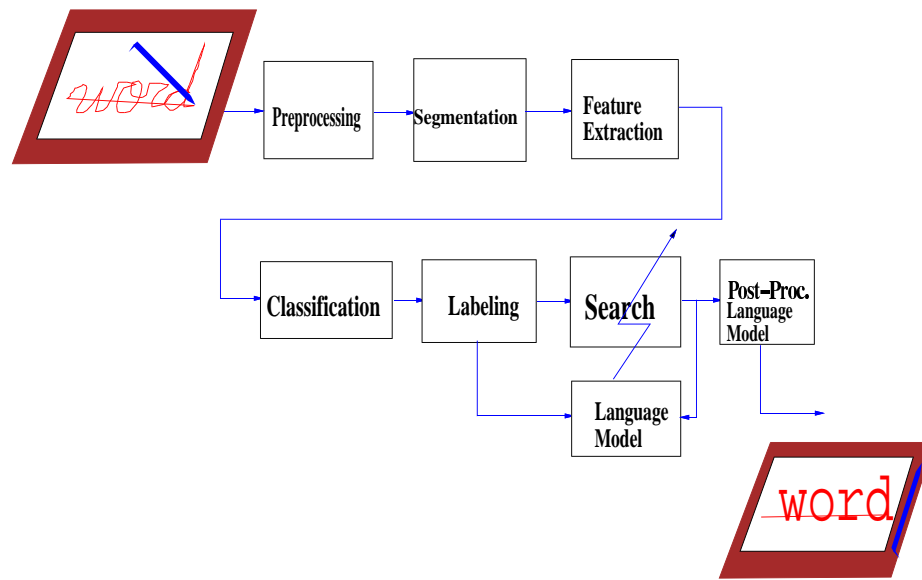 word
Preprocessing
Segmentation
Feature
Extraction
Classification
Labeling
Search
Post-Proc.
Language
Model
Language
Model
word